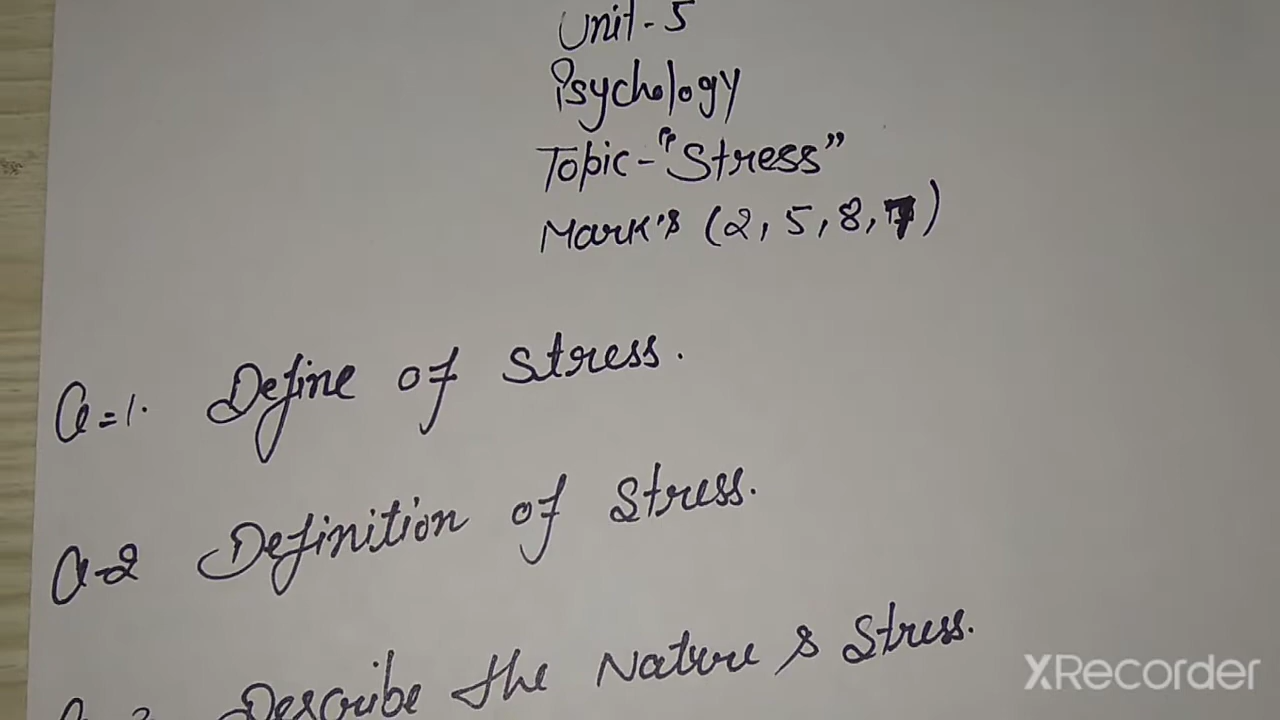 Unit-5
Psychology
Topic-"Stress"
Mark's (2, 5, 8, 7)
Q=1. Define of stress.
Q-2 Definition of Stress.
Q-3 Describe the Nature & Stress.
XRecorder